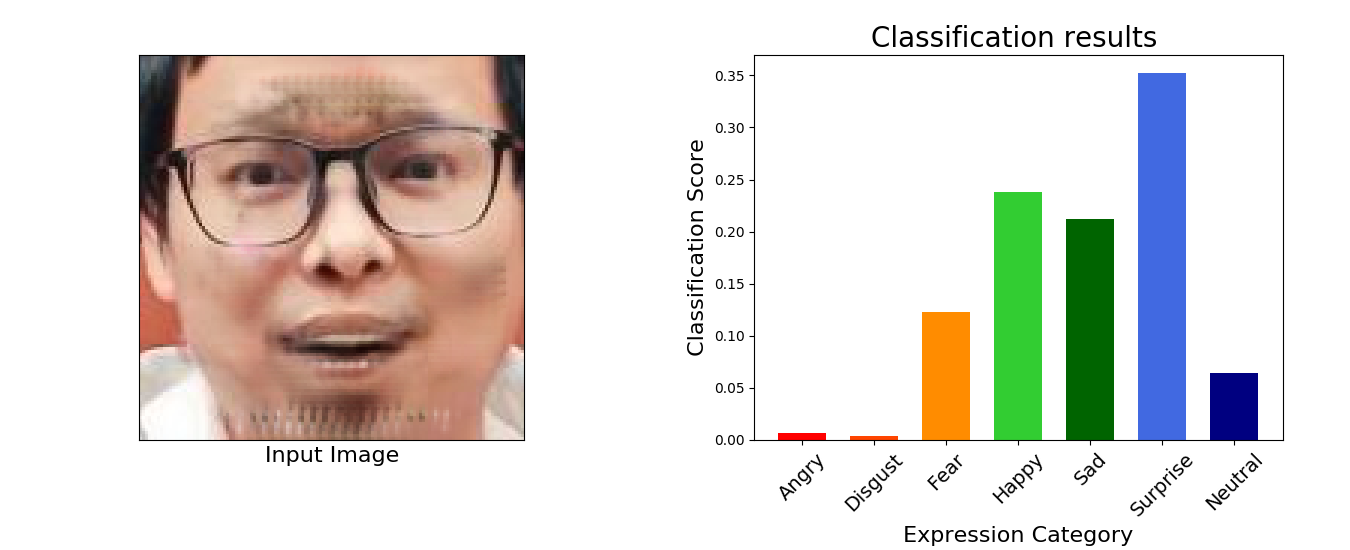 Classification results
Classification Score
0.35
0.30
0.25
0.20
0.15
0.10
0.05
0.00
Angry
Disgust
Fear
Happy
Sad
Surprise
Neutral
Input Image
Expression Category